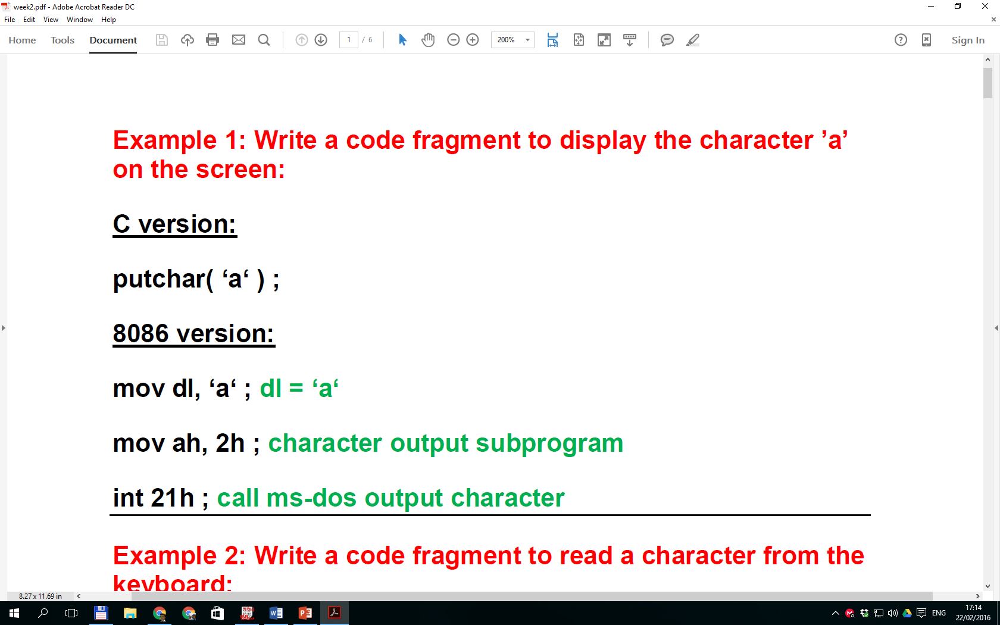 week2.pdf - Adobe Acrobat Reader DC
File Edit View Window Help
Home Tools Document 1 / 6 200% Sign In
Example 1: Write a code fragment to display the character ’a’
on the screen:
C version:
putchar( ‘a‘ ) ;
8086 version:
mov dl, ‘a‘ ; dl = ‘a‘
mov ah, 2h ; character output subprogram
int 21h ; call ms-dos output character
Example 2: Write a code fragment to read a character from the
keyboard:
8.27 x 11.69 in
ENG
17:14
22/02/2016